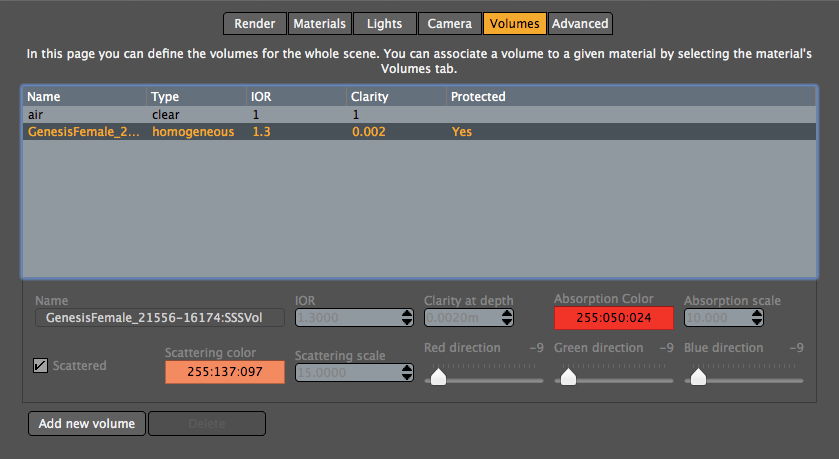 Render Materials Lights Camera Volumes Advanced
In this page you can define the volumes for the whole scene. You can associate a volume to a given material by selecting the material's
Volumes tab.
Name Type IOR Clarity Protected
air clear 1 1
GenesisFemale_2... homogeneous 1.3 0.002 Yes
Name IOR Clarity at depth Absorption Color Absorption scale
GenesisFemale_21556-16174:SSSVol 1.3000 0.0020m 255:050:024 10.000
Scattered Scattering color Scattering scale Red direction -9 Green direction -9 Blue direction -9
255:137:097 15.0000
Add new volume Delete